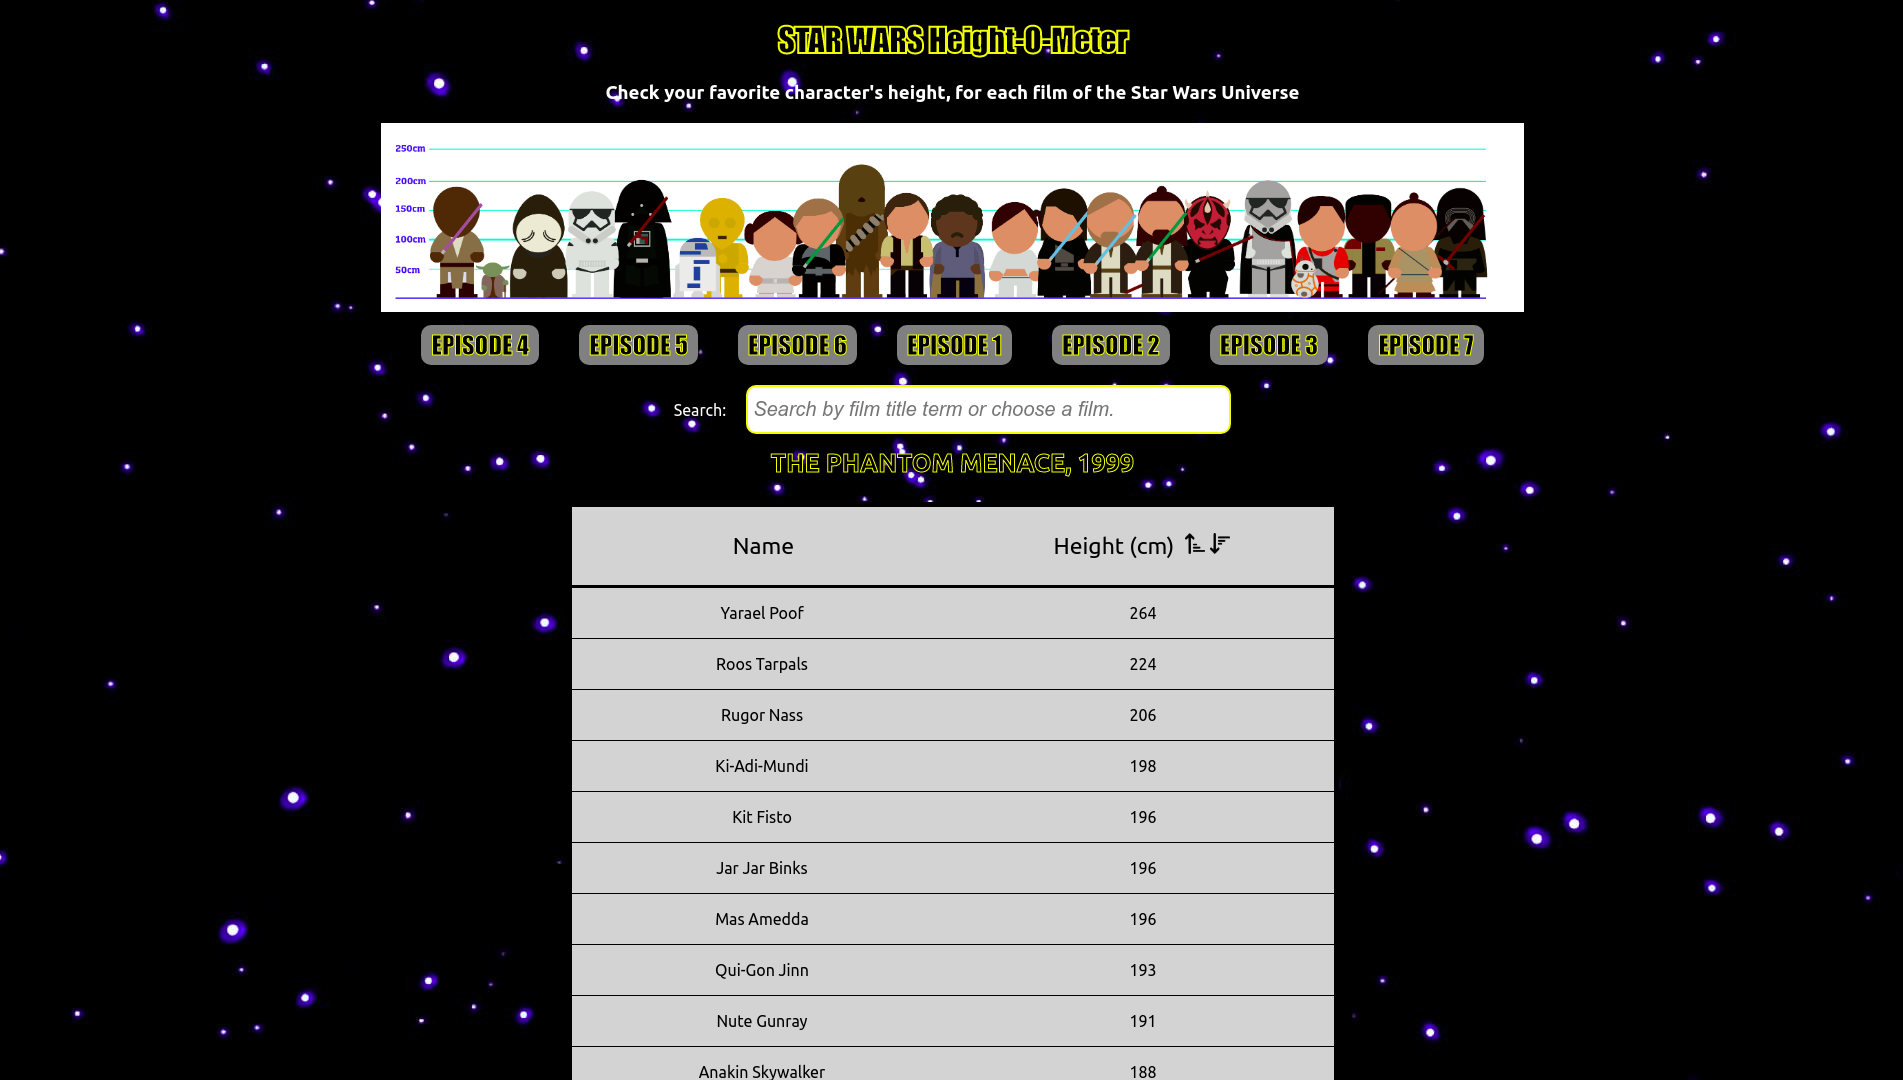 STAR WARS Height-O-Meter
Check your favorite character's height, for each film of the Star Wars Universe
250cm
200cm
150cm
100cm
50cm
EPISODE 4 EPISODE 5 EPISODE 6 EPISODE 1 EPISODE 2 EPISODE 3 EPISODE 7
Search: Search by film title term or choose a film.
THE PHANTOM MENACE, 1999
Name Height (cm)
Yarael Poof 264
Roos Tarpals 224
Rugor Nass 206
Ki-Adi-Mundi 198
Kit Fisto 196
Jar Jar Binks 196
Mas Amedda 196
Qui-Gon Jinn 193
Nute Gunray 191
Anakin Skywalker 188